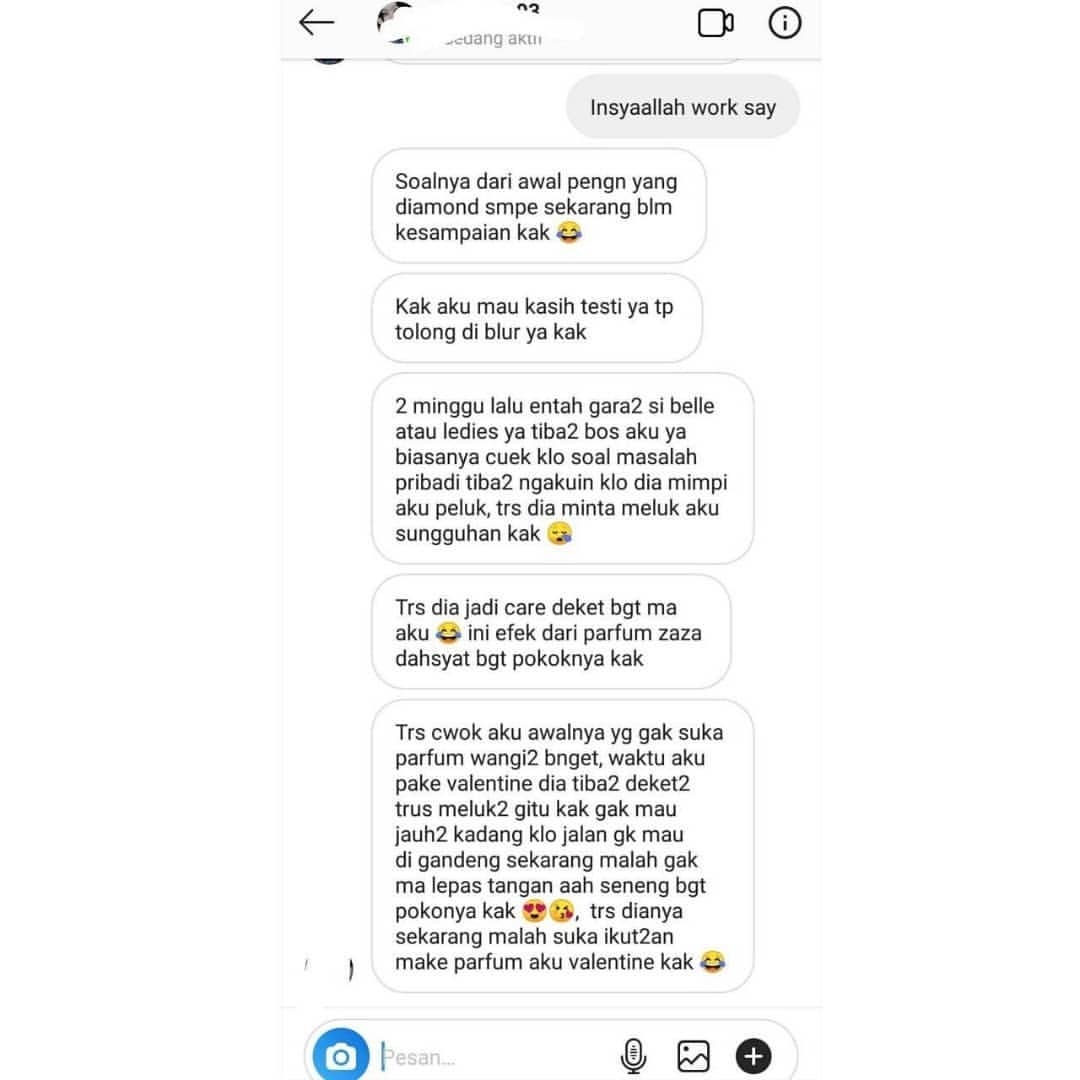 Insyaallah work say
Soalnya dari awal pengn yang
diamond smpe sekarang blm
kesampaian kak 😂
Kak aku mau kasih testi ya tp
tolong di blur ya kak
2 minggu lalu entah gara2 si belle
atau ledies ya tiba2 bos aku ya
biasanya cuek klo soal masalah
pribadi tiba2 ngakuin klo dia mimpi
aku peluk, trs dia minta meluk aku
sungguhan kak 😪
Trs dia jadi care deket bgt ma
aku 😂 ini efek dari parfum zaza
dahsyat bgt pokoknya kak
Trs cwok aku awalnya yg gak suka
parfum wangi2 bnget, waktu aku
pake valentine dia tiba2 deket2
trus meluk2 gitu kak gak mau
jauh2 kadang klo jalan gk mau
di gandeng sekarang malah gak
ma lepas tangan aah seneng bgt
pokonya kak 😍😘, trs dianya
sekarang malah suka ikut2an
make parfum aku valentine kak 😂
Pesan...